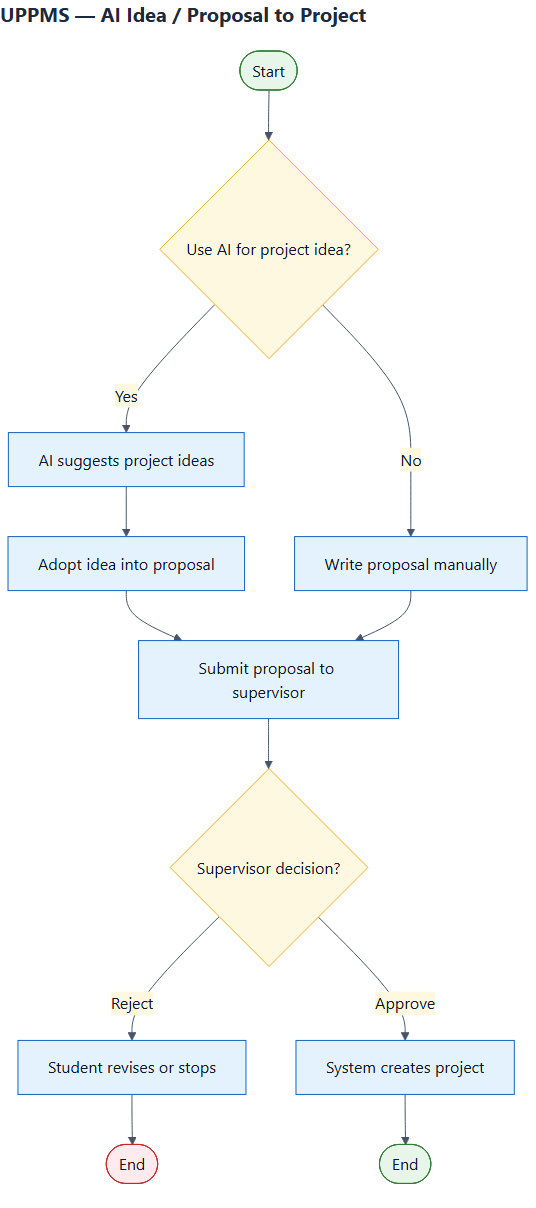 UPPMS — AI Idea / Proposal to Project
Start
Use AI for project idea?
Yes
AI suggests project ideas
No
Adopt idea into proposal
Write proposal manually
Submit proposal to
supervisor
Supervisor decision?
Reject
Approve
Student revises or stops
System creates project
End
End